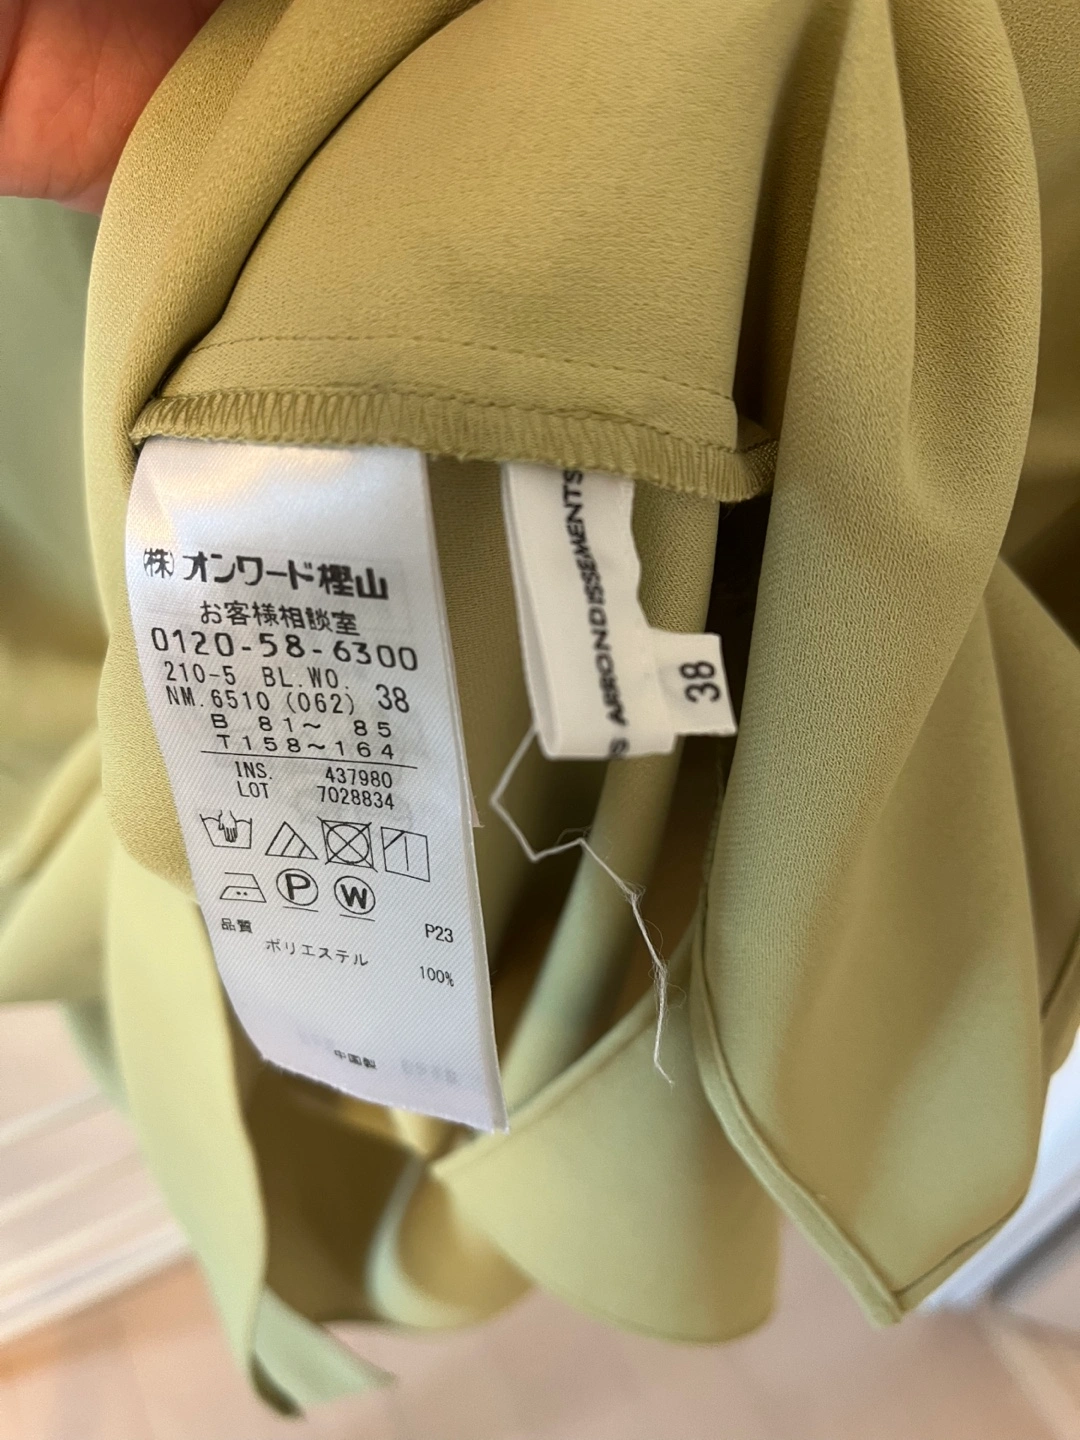 (株)オンワード樫山
お客様相談室
0120-58-6300
210-5 BL.WO.
NM.6510 (062) 38
B 81～ 85
T158～164
INS. 437980
LOT 7028834
P W
品質 P23
ポリエステル 100%
中国製
S ARRONDISSEMENTS
38